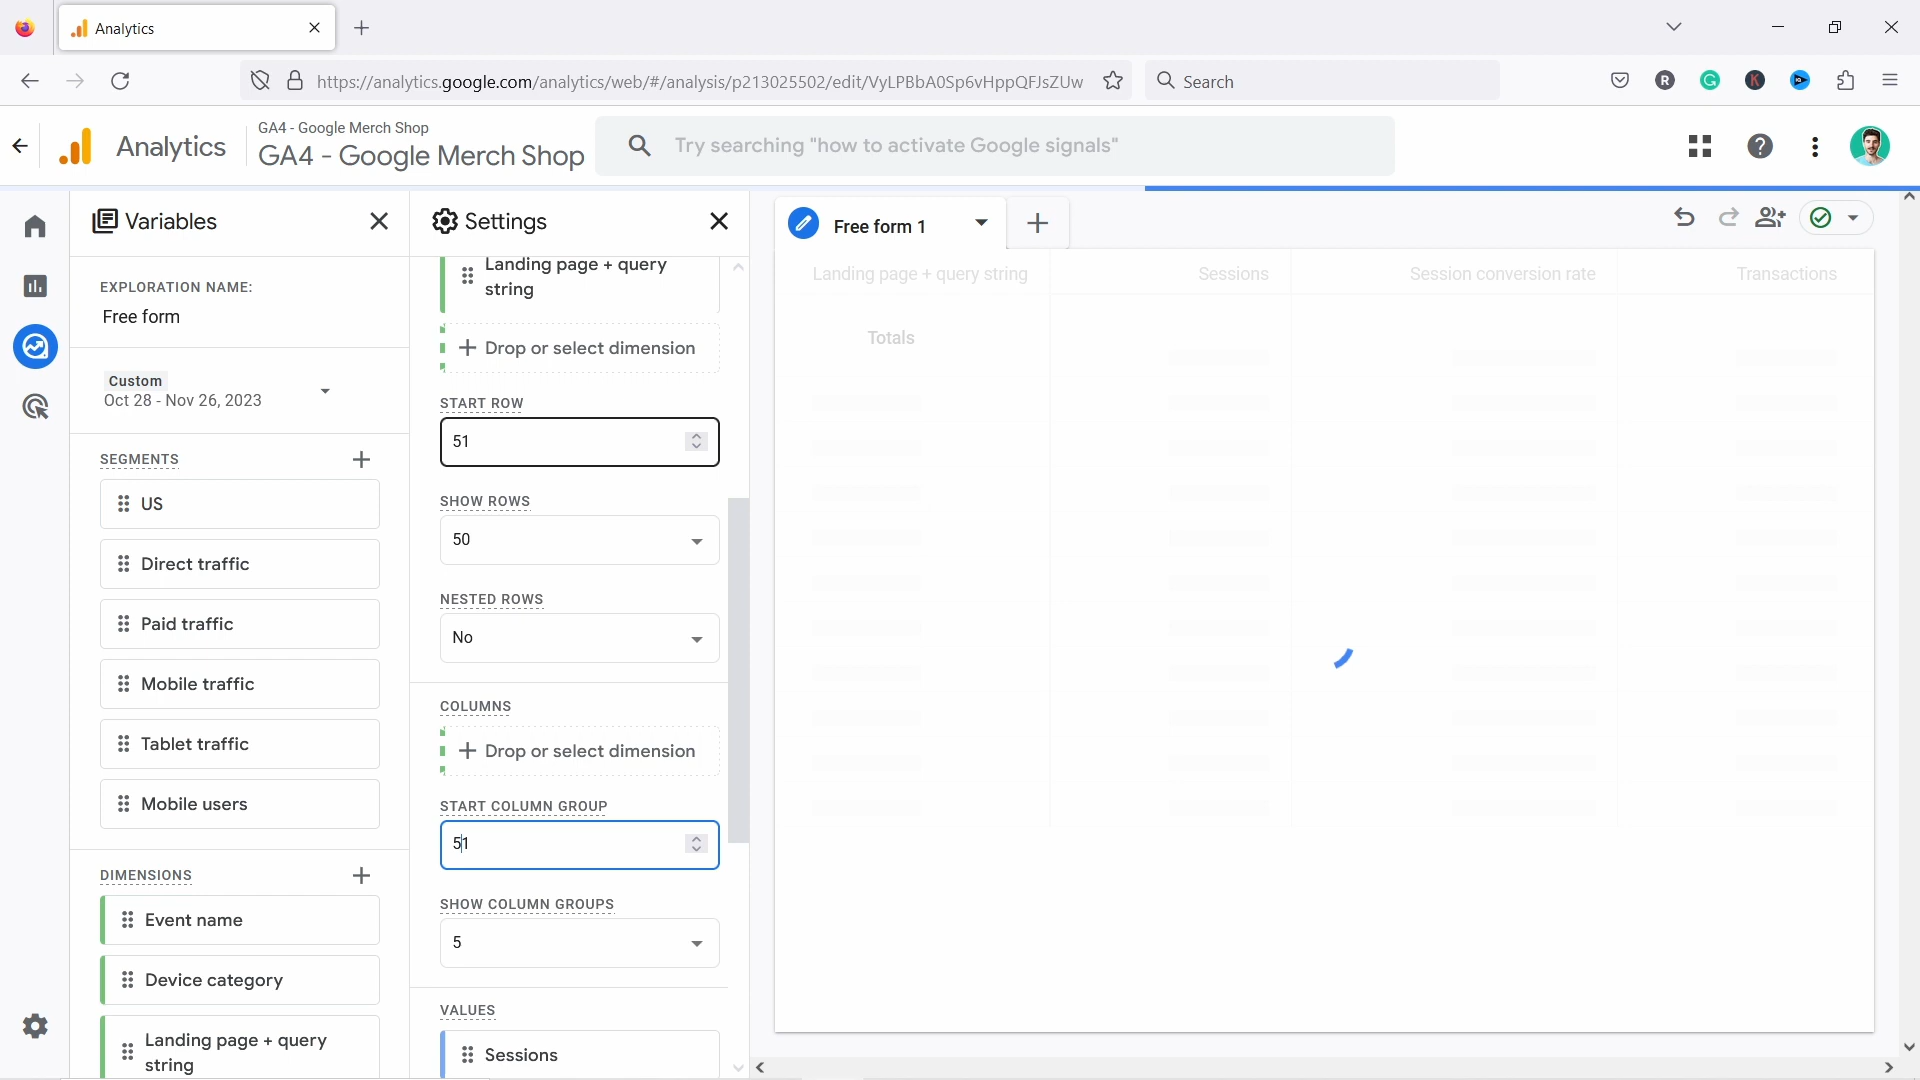 Analytics
https://analytics.google.com/analytics/web/#/analysis/p213025502/edit/VyLPBbA0Sp6vHppQFJsZUw
Search
Analytics
GA4 - Google Merch Shop
GA4 - Google Merch Shop
Try searching "how to activate Google signals"
Variables
EXPLORATION NAME:
Free form
Custom
Oct 28 - Nov 26, 2023
SEGMENTS
US
Direct traffic
Paid traffic
Mobile traffic
Tablet traffic
Mobile users
DIMENSIONS
Event name
Device category
Landing page + query
string
Settings
Landing page + query
string
Drop or select dimension
START ROW
51
SHOW ROWS
50
NESTED ROWS
No
COLUMNS
Drop or select dimension
START COLUMN GROUP
51
SHOW COLUMN GROUPS
5
VALUES
Sessions
Free form 1
Landing page + query string
Sessions
Session conversion rate
Transactions
Totals